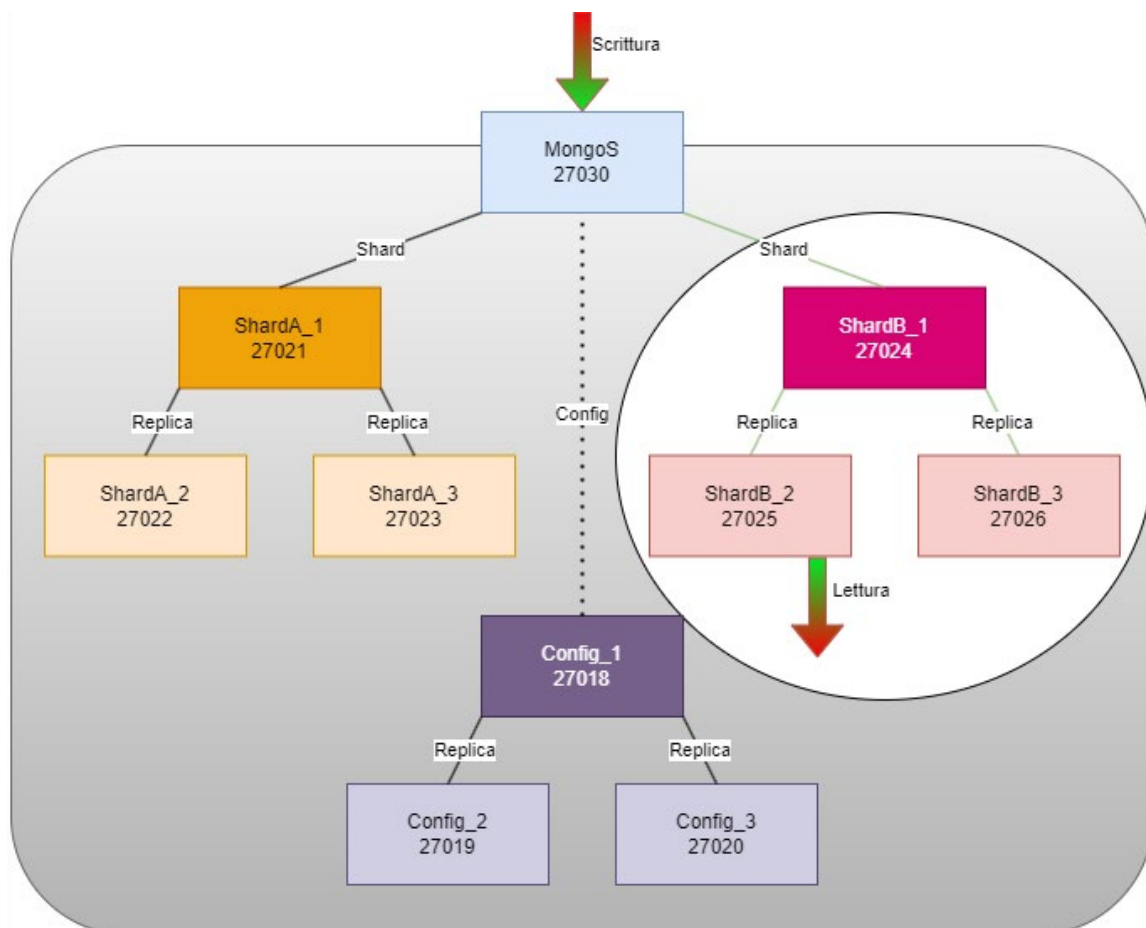 Scrittura
MongoS
27030
Shard
Shard
ShardA_1
27021
ShardB_1
27024
Replica
Replica
Config
Replica
Replica
ShardA_2
27022
ShardA_3
27023
ShardB_2
27025
ShardB_3
27026
Lettura
Config_1
27018
Replica
Replica
Config_2
27019
Config_3
27020